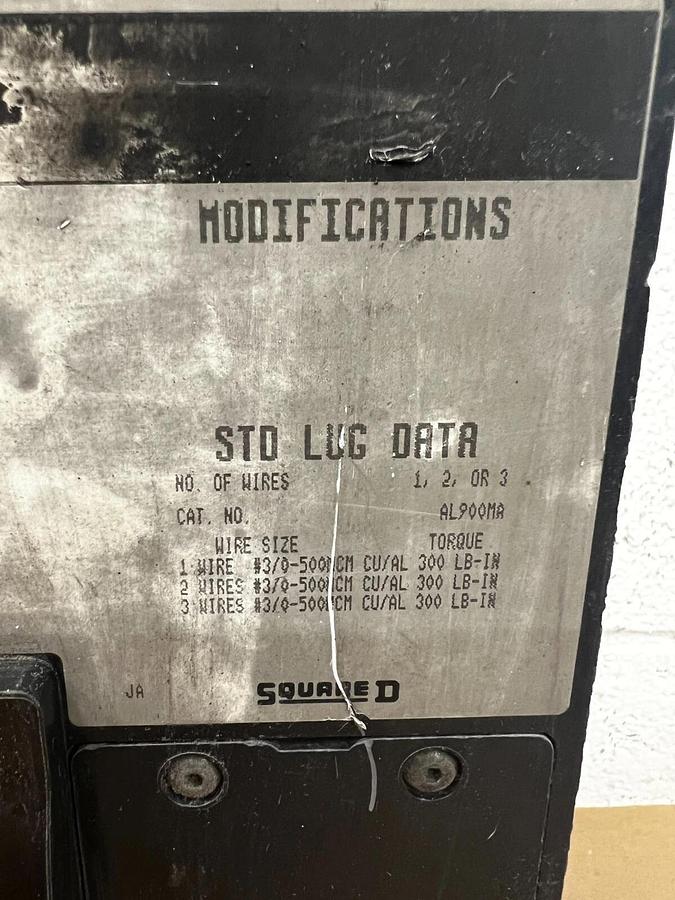 MODIFICATIONS
STD LUG DATA
NO. OF WIRES 1, 2, OR 3
CAT. NO. AL900MA
WIRE SIZE TORQUE
1 WIRE #3/0-500MCM CU/AL 300 LB-IN
2 WIRES #3/0-500MCM CU/AL 300 LB-IN
3 WIRES #3/0-500MCM CU/AL 300 LB-IN
JA SQUARE D